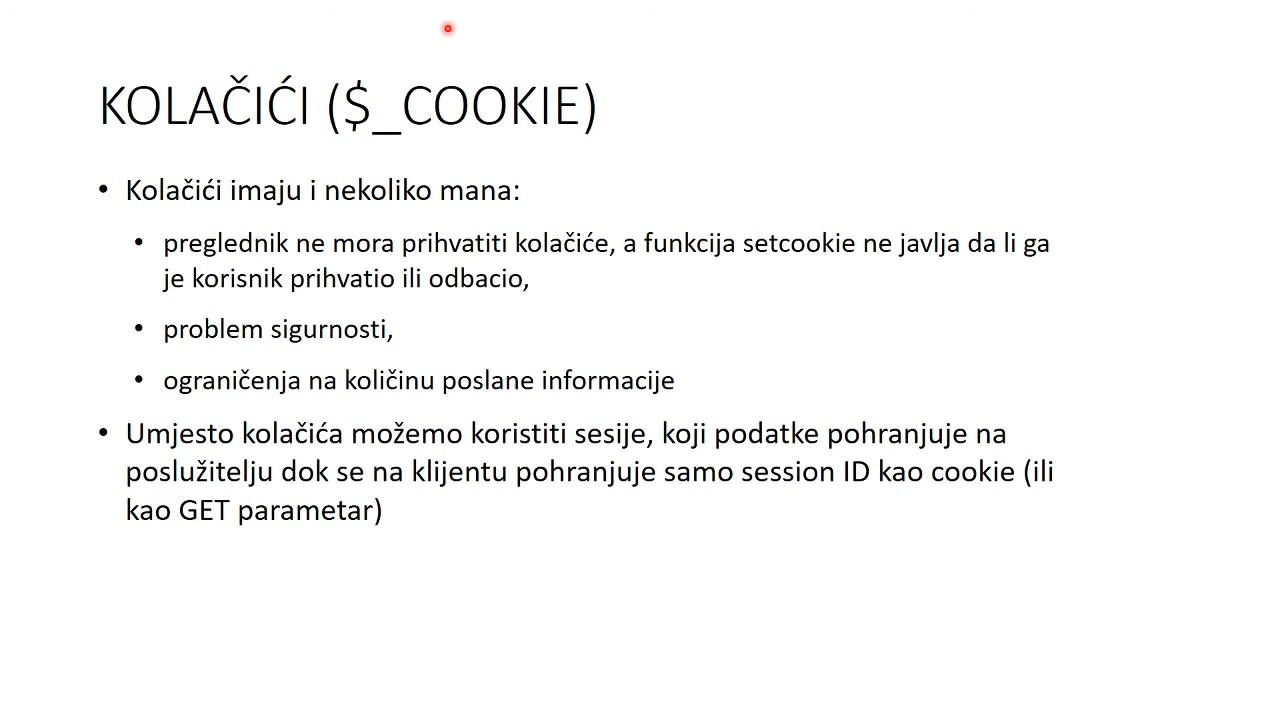 KOLAČIĆI ($_COOKIE)
• Kolačići imaju i nekoliko mana:
• preglednik ne mora prihvatiti kolačiće, a funkcija setcookie ne javlja da li ga
je korisnik prihvatio ili odbacio,
• problem sigurnosti,
• ograničenja na količinu poslane informacije
• Umjesto kolačića možemo koristiti sesije, koji podatke pohranjuje na
poslužitelju dok se na klijentu pohranjuje samo session ID kao cookie (ili
kao GET parametar)